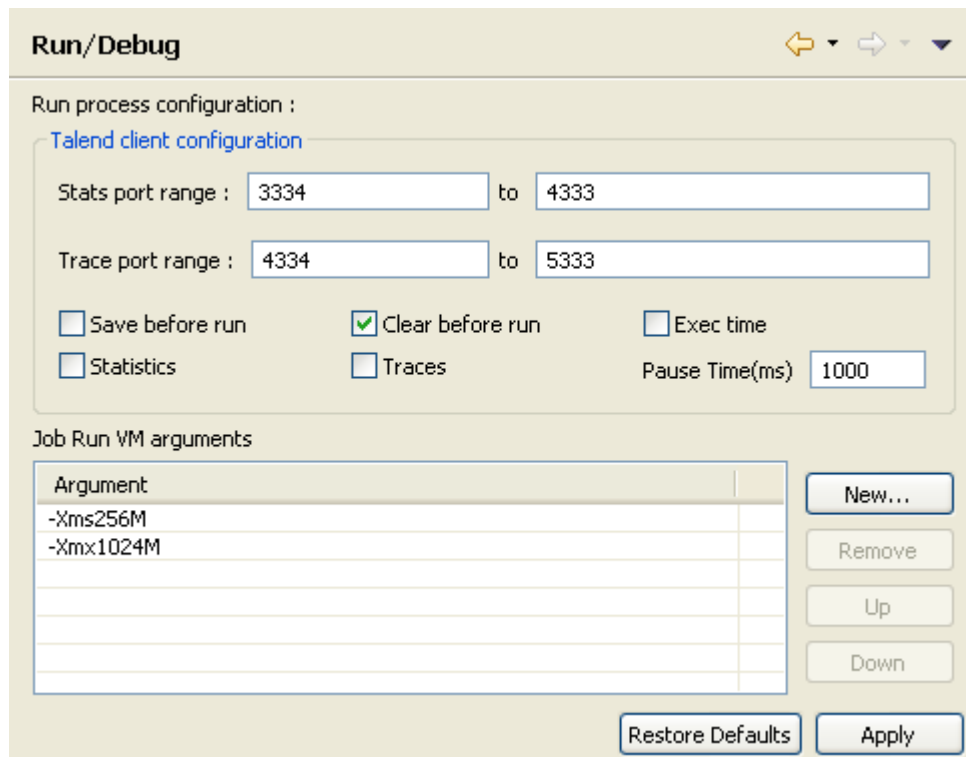 Run/Debug
Run process configuration :
Talend client configuration
Stats port range : 3334 to 4333
Trace port range : 4334 to 5333
Save before run Clear before run Exec time
Statistics Traces Pause Time(ms) 1000
Job Run VM arguments
Argument
-Xms256M
-Xmx1024M
New...
Remove
Up
Down
Restore Defaults Apply